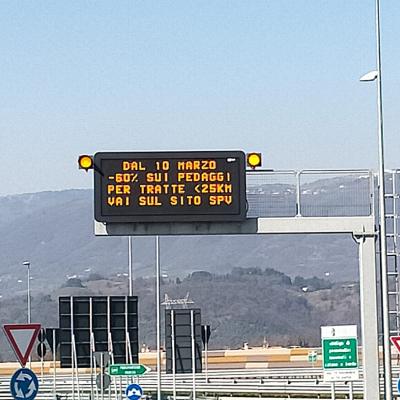 DAL 10 MARZO
-60% SUI PEDAGGI
PER TRATTE <25KM
VAI SUL SITO SPV